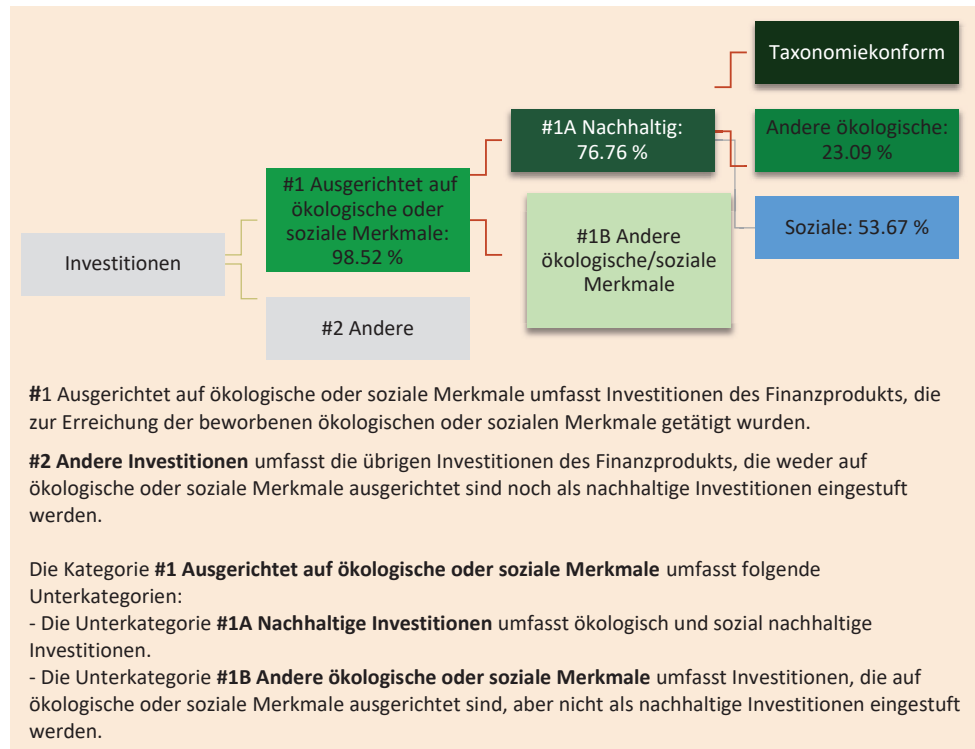 Taxonomiekonform
#1A Nachhaltig:
76.76 %
Andere ökologische:
23.09 %
#1 Ausgerichtet auf
ökologische oder
soziale Merkmale:
98.52 %
#1B Andere
ökologische/soziale
Merkmale
Soziale: 53.67 %
Investitionen
#2 Andere
#1 Ausgerichtet auf ökologische oder soziale Merkmale umfasst Investitionen des Finanzprodukts, die
zur Erreichung der beworbenen ökologischen oder sozialen Merkmale getätigt wurden.
#2 Andere Investitionen umfasst die übrigen Investitionen des Finanzprodukts, die weder auf
ökologische oder soziale Merkmale ausgerichtet sind noch als nachhaltige Investitionen eingestuft
werden.
Die Kategorie #1 Ausgerichtet auf ökologische oder soziale Merkmale umfasst folgende
Unterkategorien:
- Die Unterkategorie #1A Nachhaltige Investitionen umfasst ökologisch und sozial nachhaltige
Investitionen.
- Die Unterkategorie #1B Andere ökologische oder soziale Merkmale umfasst Investitionen, die auf
ökologische oder soziale Merkmale ausgerichtet sind, aber nicht als nachhaltige Investitionen eingestuft
werden.